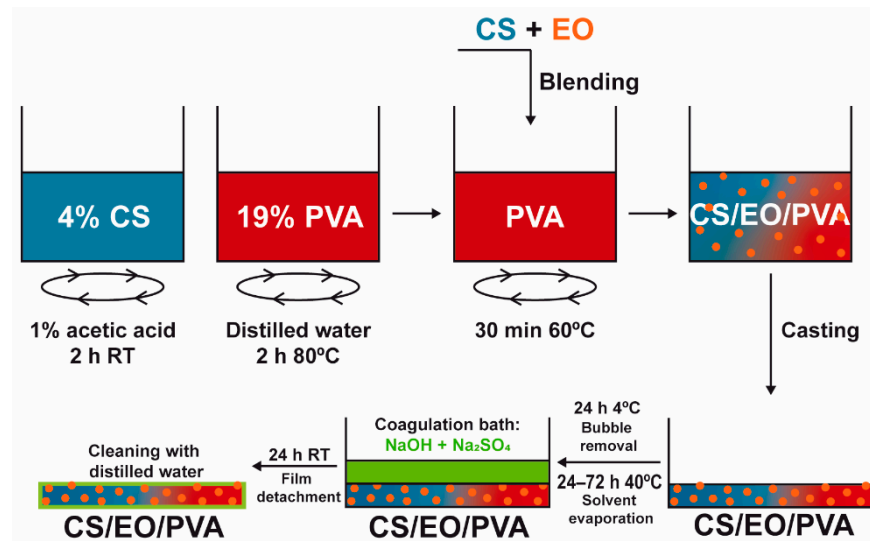 CS + EO
Blending
4% CS
19% PVA
PVA
CS/EO/PVA
1% acetic acid
2 h RT
Distilled water
2 h 80ºC
30 min 60ºC
Casting
24 h 4ºC
Bubble
removal
24–72 h 40ºC
Solvent
evaporation
CS/EO/PVA
Coagulation bath:
NaOH + Na₂SO₄
CS/EO/PVA
24 h RT
Film
detachment
Cleaning with
distilled water
CS/EO/PVA